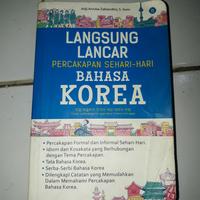 LANGSUNG
LANCAR
PERCAKAPAN SEHARI-HARI
BAHASA
KOREA
• Percakapan Formal dan Informal Sehari-Hari.
• Idiom dan Kosakata yang Berhubungan
dengan Tema Percakapan.
• Tata Bahasa Korea.
• Serba-Serbi Bahasa Korea
• Dilengkapi Catatan yang Memudahkan
Dalam Memahami Percakapan
Bahasa Korea.